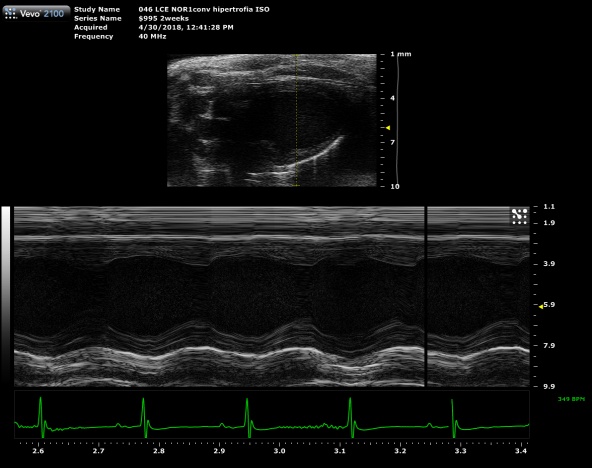 Vevo 2100
Study Name 046 LCE NOR1conv hipertrofia ISO
Series Name S995 2weeks
Acquired 4/30/2018, 12:41:28 PM
Frequency 40 MHz
1 mm
4
7
10
1.1
1.9
3.9
5.9
7.9
9.9
349 BPM
2.6 2.7 2.8 2.9 3.0 3.1 3.2 3.3 3.4